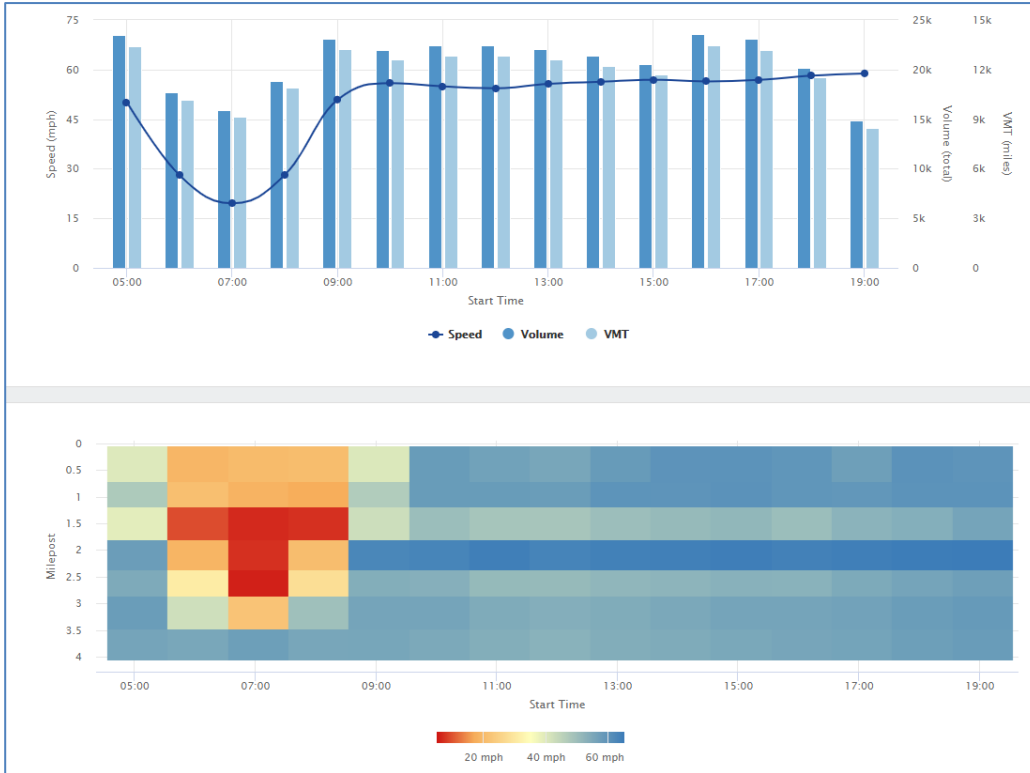 75 25k 15k
60 20k 12k
45 15k 9k
30 10k 6k
15 5k 3k
0 0 0
Speed (mph)
Volume (total)
VMT (miles)
05:00 07:00 09:00 11:00 13:00 15:00 17:00 19:00
Start Time
Speed Volume VMT
0
0.5
1
1.5
2
2.5
3
3.5
4
Milepost
05:00 07:00 09:00 11:00 13:00 15:00 17:00 19:00
Start Time
20 mph 40 mph 60 mph